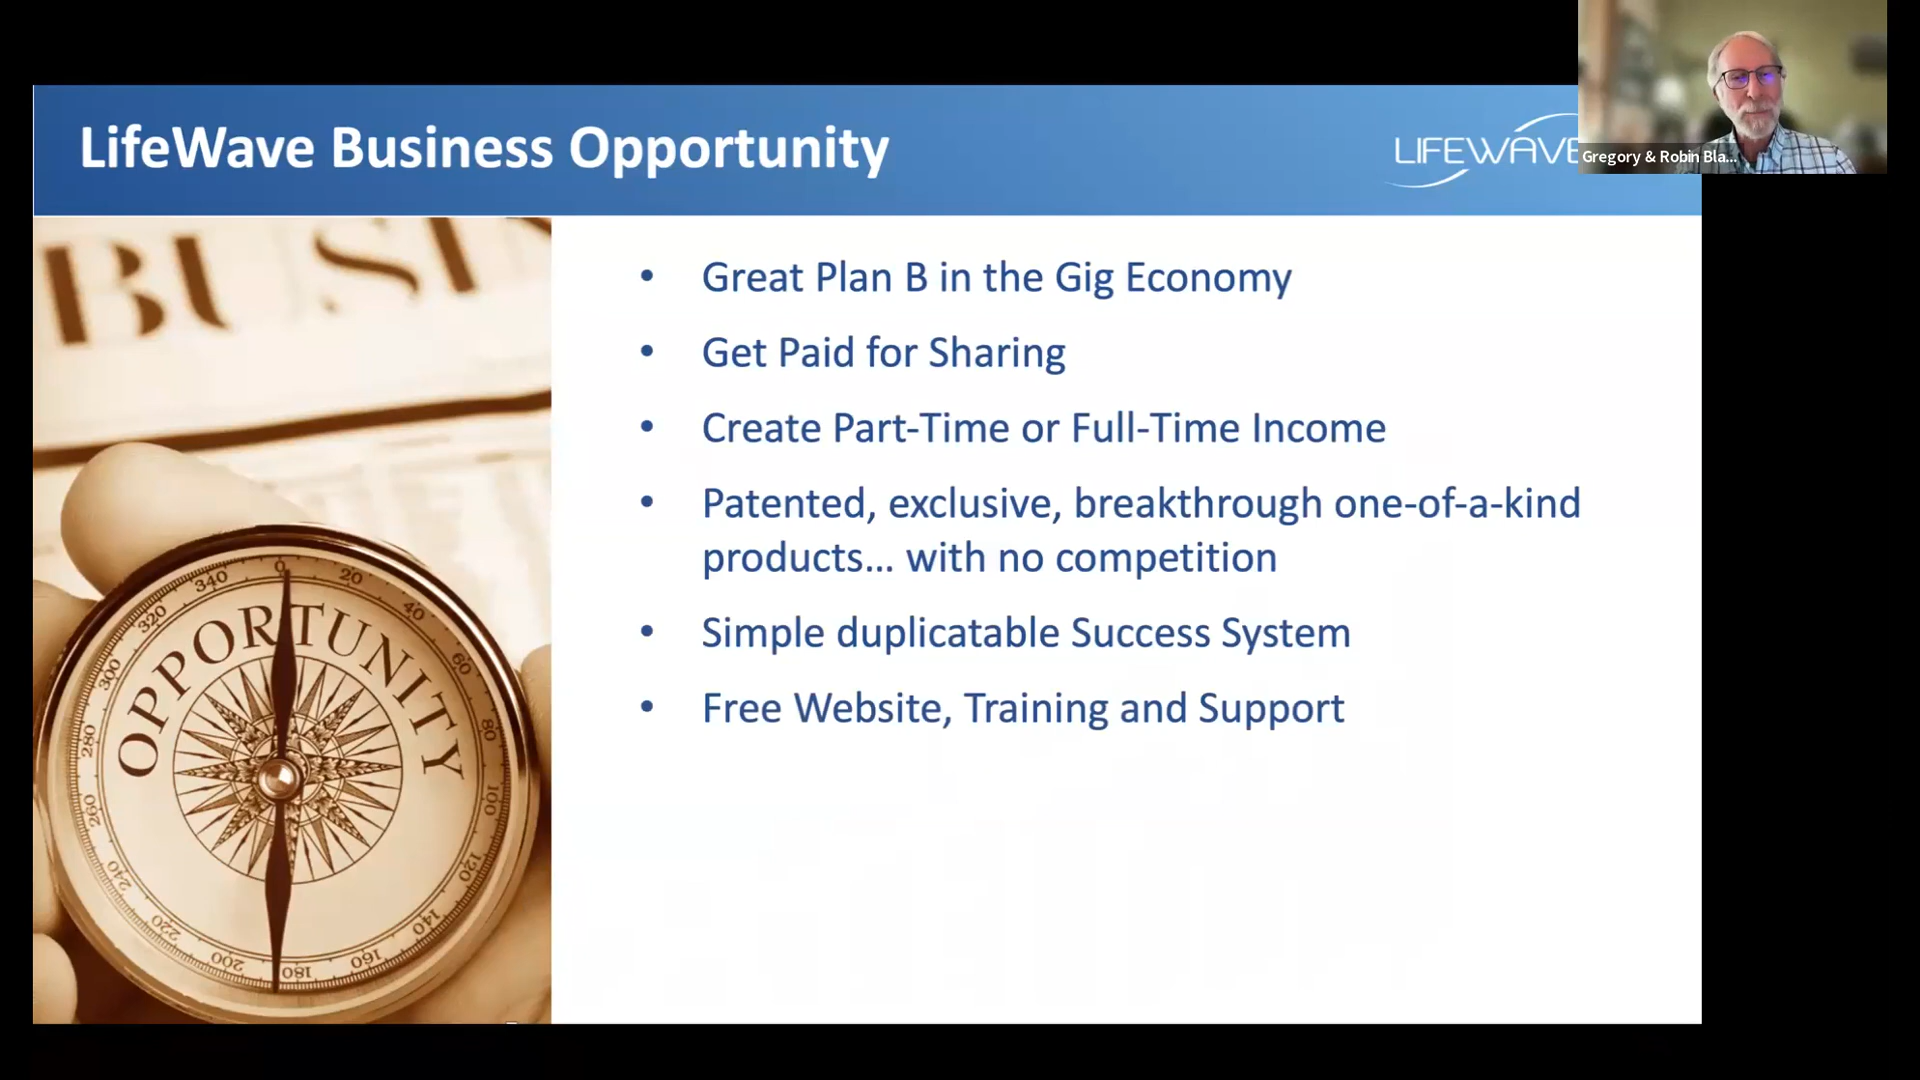 LifeWave Business Opportunity
LIFEWAVE
Gregory & Robin Bla...
BUSIN
• Great Plan B in the Gig Economy
• Get Paid for Sharing
• Create Part-Time or Full-Time Income
• Patented, exclusive, breakthrough one-of-a-kind
products... with no competition
• Simple duplicatable Success System
• Free Website, Training and Support
OPPORTUNITY
0 20 40 60 80 100 120 140 160 180 200 220 240 260 280 300 320 340